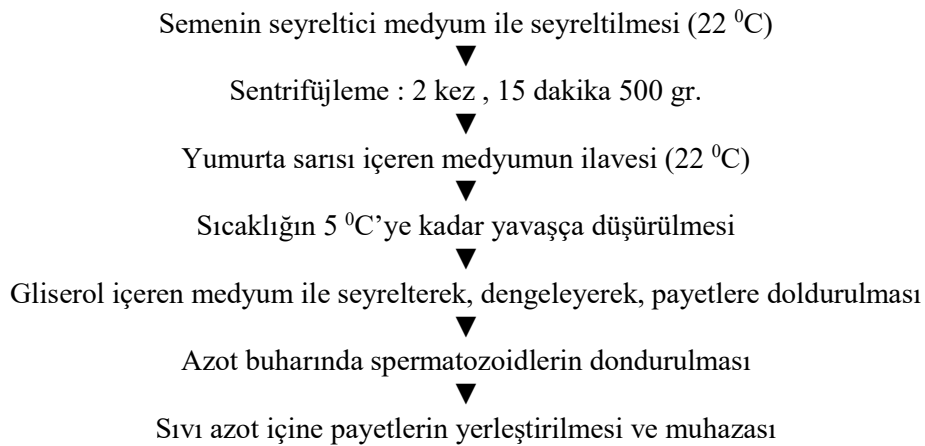 Semenin seyreltici medyum ile seyreltilmesi (22 ⁰C)
▼
Sentrifüjleme : 2 kez , 15 dakika 500 gr.
▼
Yumurta sarısı içeren medyumun ilavesi (22 ⁰C)
▼
Sıcaklığın 5 ⁰C’ye kadar yavaşça düşürülmesi
▼
Gliserol içeren medyum ile seyrelterek, dengeleyerek, payetlere doldurulması
▼
Azot buharında spermatozoidlerin dondurulması
▼
Sıvı azot içine payetlerin yerleştirilmesi ve muhazası